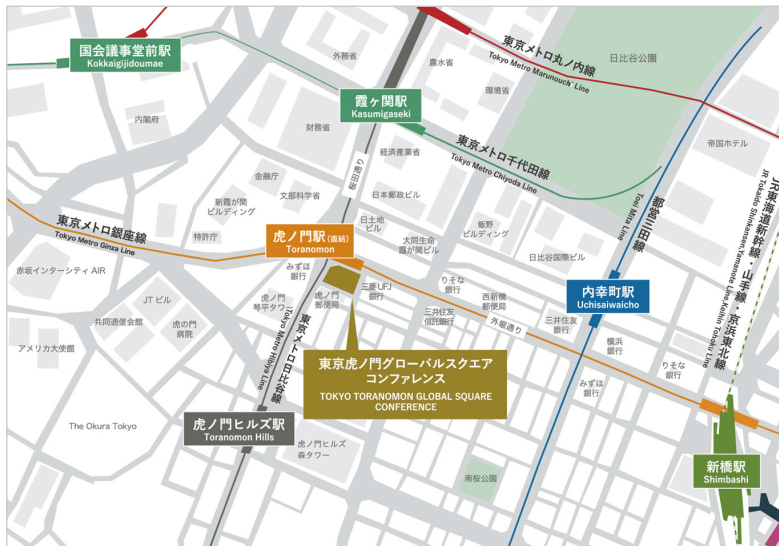 国会議事堂前駅
Kokkaigijidoumae
外務省
農水省
東京メトロ丸ノ内線
Tokyo Metro Marunouch` Line
日比谷公園
環境省
霞ヶ関駅
Kasumigaseki
内閣府
財務省
経済産業省
桜田通り
東京メトロ千代田線
Tokyo Metro Chiyoda Line
帝国ホテル
金融庁
文部科学省
日本郵政ビル
新霞が関
ビルディング
日土地
ビル
飯野
ビルディング
都営三田線
Toei Mita Line
JR東海道新幹線・山手線・京浜東北線
JR Tokaido Shinkansen,Yamanote Line,Keihin Tohoku Line
東京メトロ銀座線
Tokyo Metro Ginza Line
特許庁
虎ノ門駅(直結)
Toranomon
大同生命
霞が関ビル
日比谷国際ビル
赤坂インターシティ AIR
みずほ
銀行
三菱UFJ
銀行
りそな
銀行
内幸町駅
Uchisaiwaicho
JTビル
虎ノ門
琴平タワー
虎ノ門
郵便局
西新橋
郵便局
三井住友
信託銀行
三井住友
銀行
外堀通り
共同通信会館
虎の門
病院
東京メトロ日比谷線
Tokyo Metro Hibiya Line
アメリカ大使館
横浜
銀行
りそな
銀行
みずほ
銀行
東京虎ノ門グローバルスクエア
コンファレンス
TOKYO TORANOMON GLOBAL SQUARE
CONFERENCE
The Okura Tokyo
虎ノ門ヒルズ駅
Toranomon Hills
虎ノ門ヒルズ
森タワー
南桜公園
新橋駅
Shimbashi